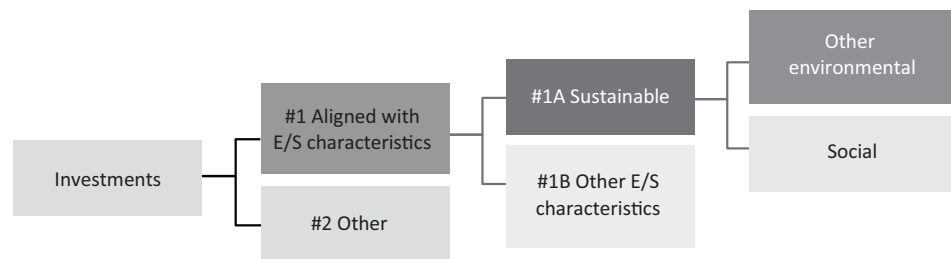 Investments
#1 Aligned with
E/S characteristics
#2 Other
#1A Sustainable
#1B Other E/S
characteristics
Other
environmental
Social